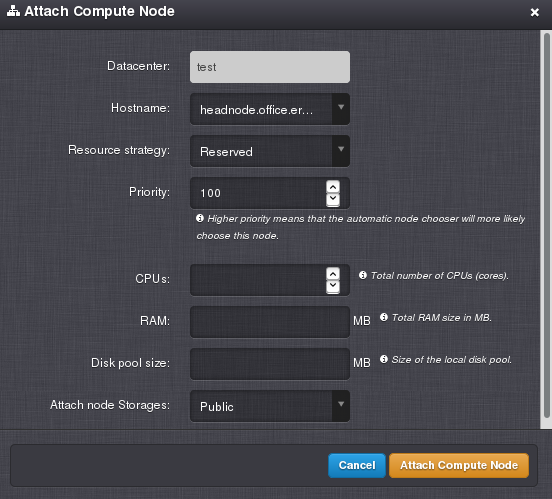 Attach Compute Node
Datacenter: test
Hostname: headnode.office.er...
Resource strategy: Reserved
Priority: 100
Higher priority means that the automatic node chooser will more likely
choose this node.
CPUs: Total number of CPUs (cores).
RAM: MB Total RAM size in MB.
Disk pool size: MB Size of the local disk pool.
Attach node Storages: Public
Cancel Attach Compute Node